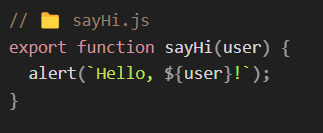 // 📁 sayHi.js
export function sayHi(user) {
  alert(`Hello, ${user}!`);
}